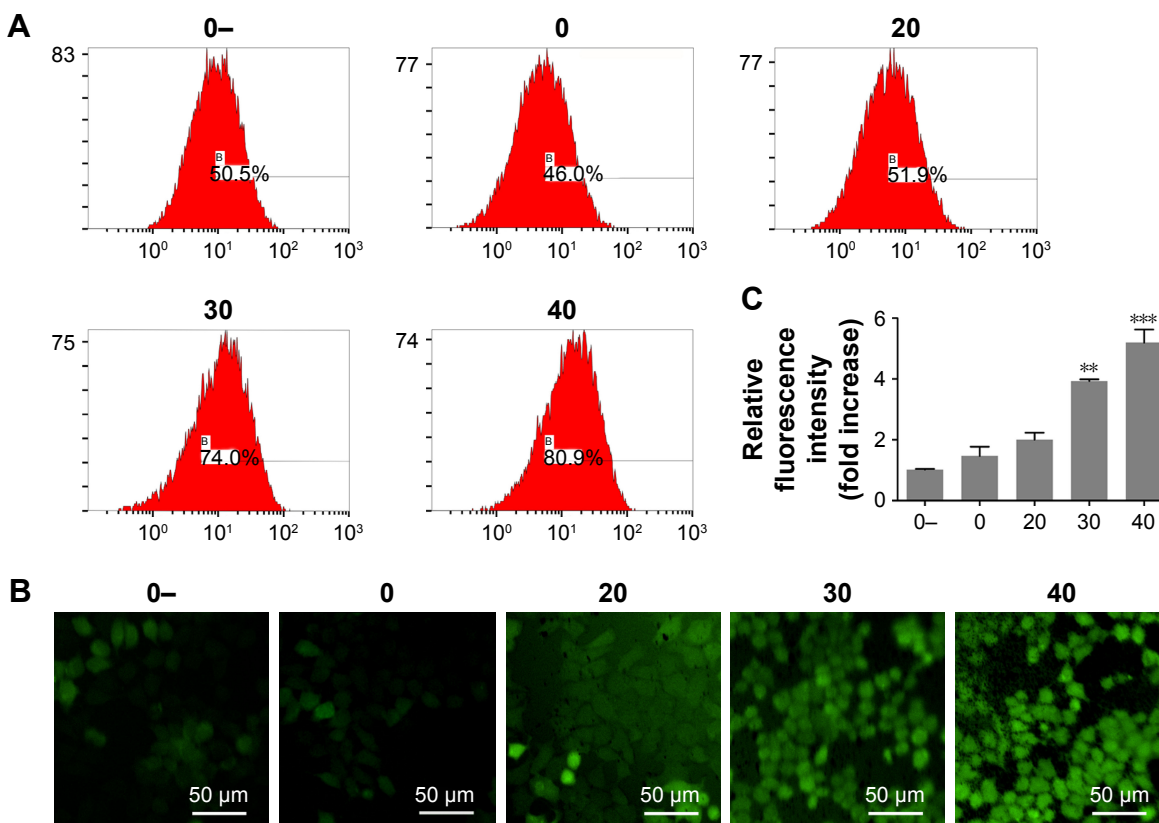 A
0–
0
20
83
77
77
B
50.5%
B
46.0%
B
51.9%
10⁰ 10¹ 10² 10³
10⁰ 10¹ 10² 10³
10⁰ 10¹ 10² 10³
30
40
75
74
B
74.0%
B
80.9%
10⁰ 10¹ 10² 10³
10⁰ 10¹ 10² 10³
C
Relative
fluorescence
intensity
(fold increase)
6
4
2
0
**
***
0– 0 20 30 40
B
0– 0 20 30 40
50 µm 50 µm 50 µm 50 µm 50 µm